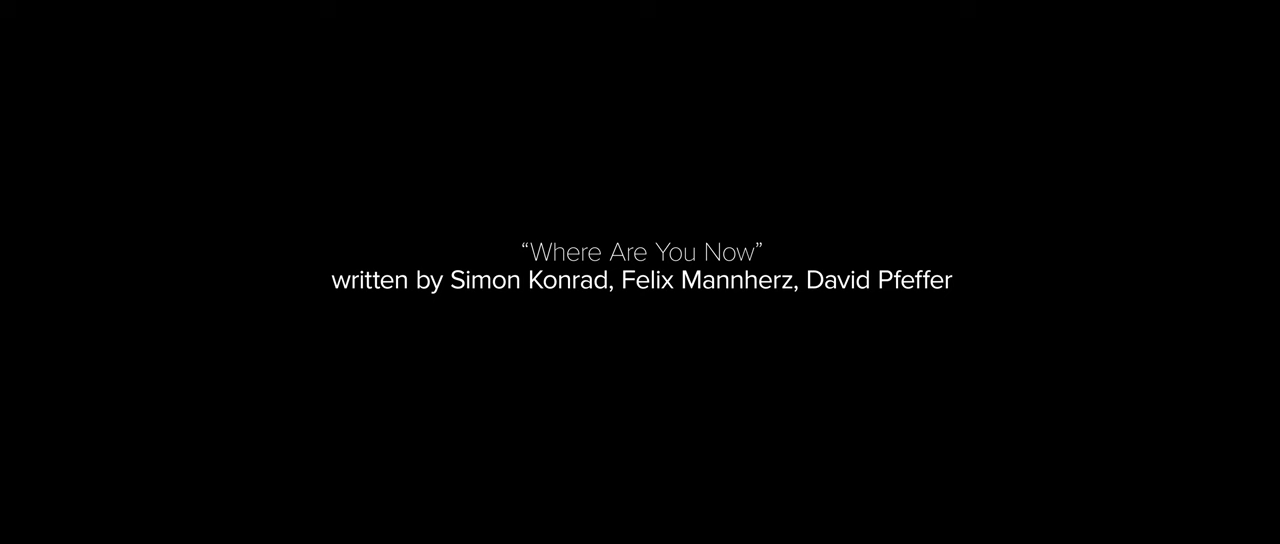 “Where Are You Now”
written by Simon Konrad, Felix Mannherz, David Pfeffer